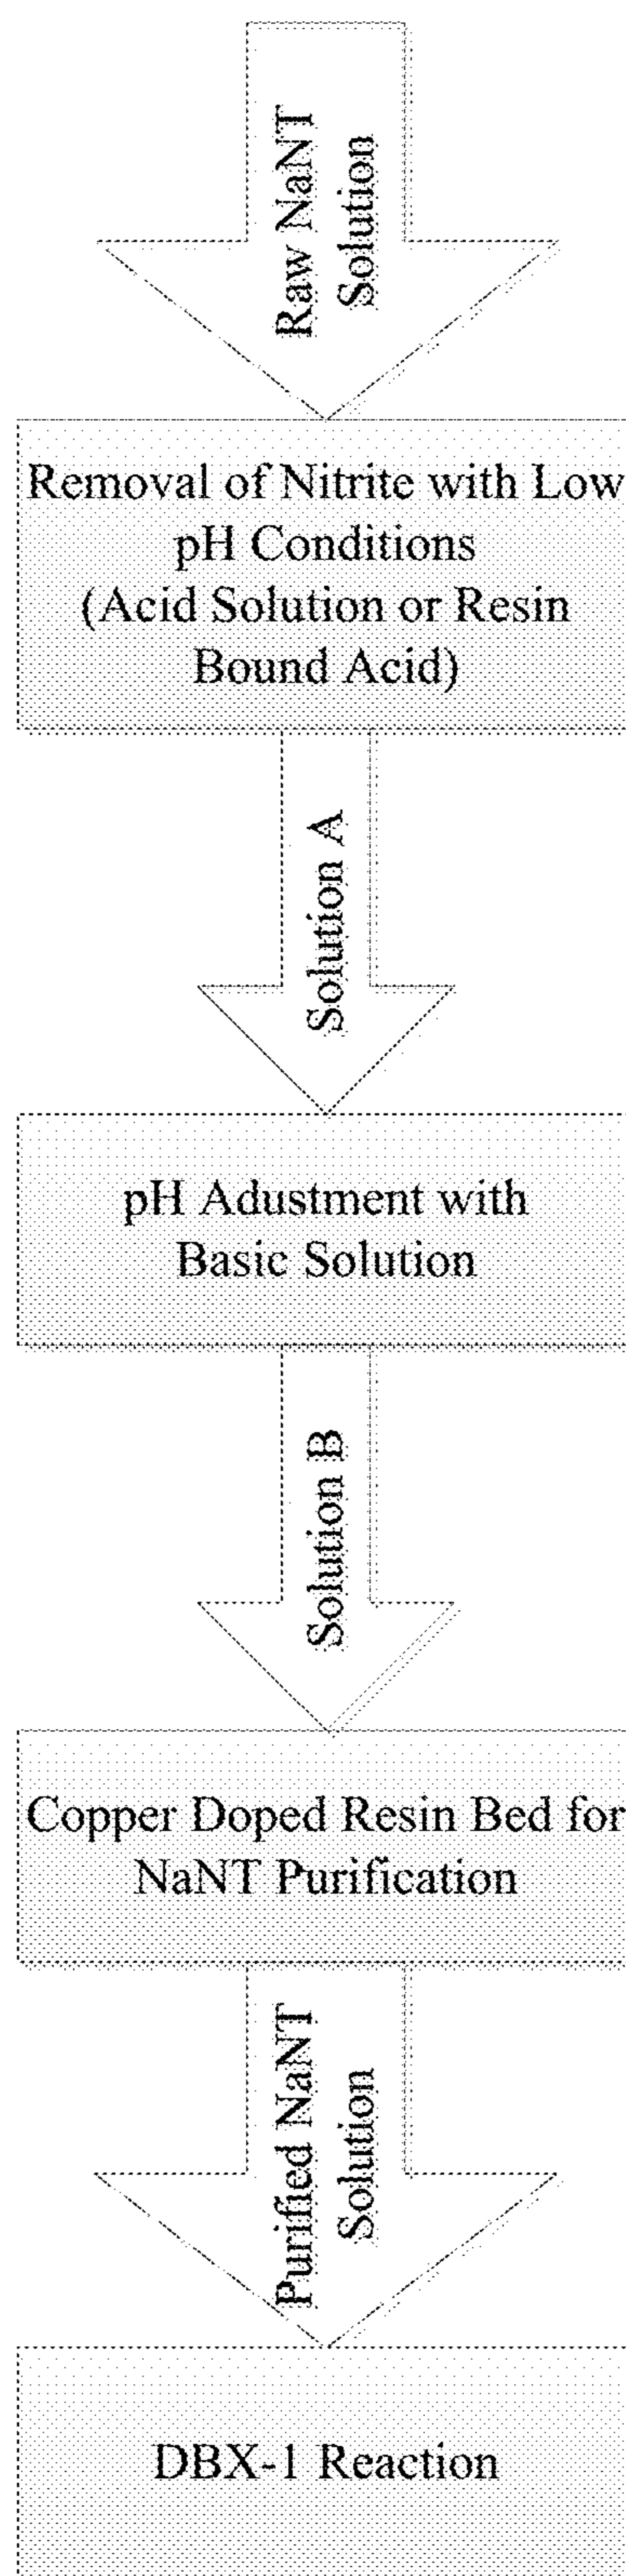 Raw NaNT
Solution
Removal of Nitrite with Low
pH Conditions
(Acid Solution or Resin
Bound Acid)
Solution A
pH Adustment with
Basic Solution
Solution B
Copper Doped Resin Bed for
NaNT Purification
Purified NaNT
Solution
DBX-1 Reaction